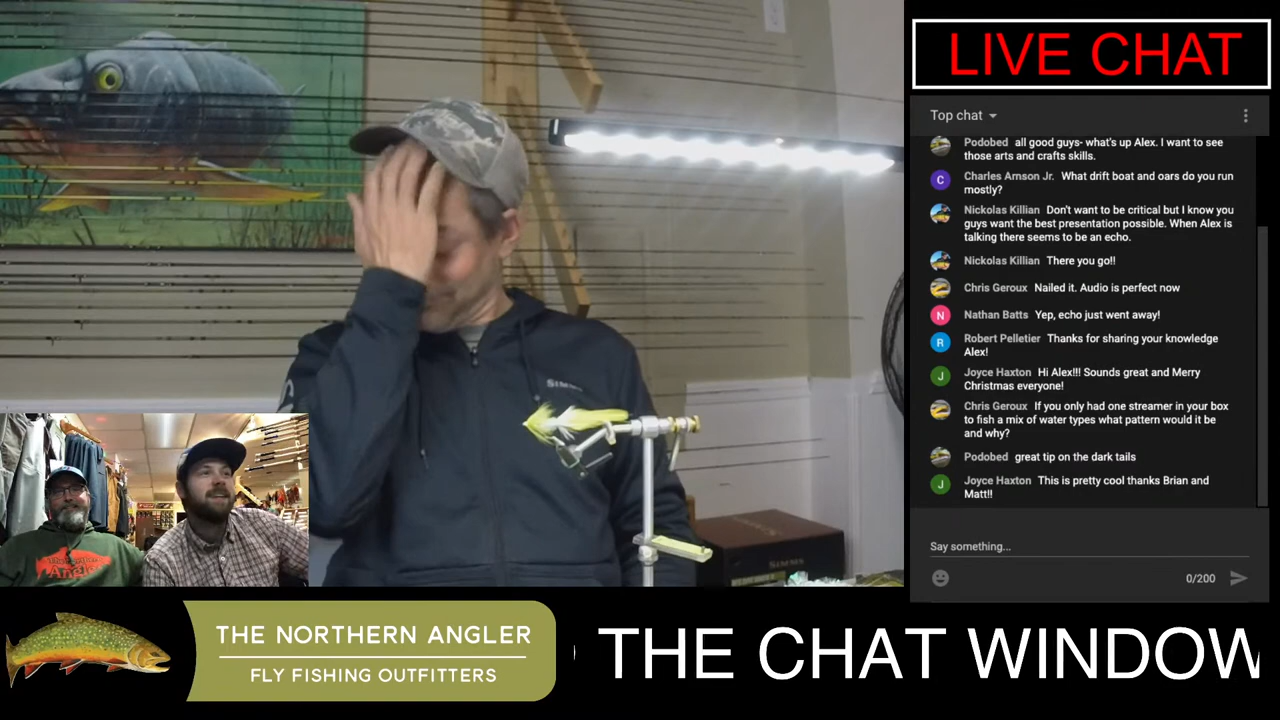 LIVE CHAT
Top chat
Podobed all good guys- what's up Alex. I want to see
those arts and crafts skills.
C
Charles Arnson Jr. What drift boat and oars do you run
mostly?
Nickolas Killian Don't want to be critical but I know you
guys want the best presentation possible. When Alex is
talking there seems to be an echo.
Nickolas Killian There you go!!
Chris Geroux Nailed it. Audio is perfect now
N
Nathan Batts Yep, echo just went away!
R
Robert Pelletier Thanks for sharing your knowledge
Alex!
J
Joyce Haxton Hi Alex!!! Sounds great and Merry
Christmas everyone!
Chris Geroux If you only had one streamer in your box
to fish a mix of water types what pattern would it be
and why?
Podobed great tip on the dark tails
J
Joyce Haxton This is pretty cool thanks Brian and
Matt!!
Say something...
0/200
SIMMS
SIMMS
Angler
THE NORTHERN ANGLER
FLY FISHING OUTFITTERS
) THE CHAT WINDOW